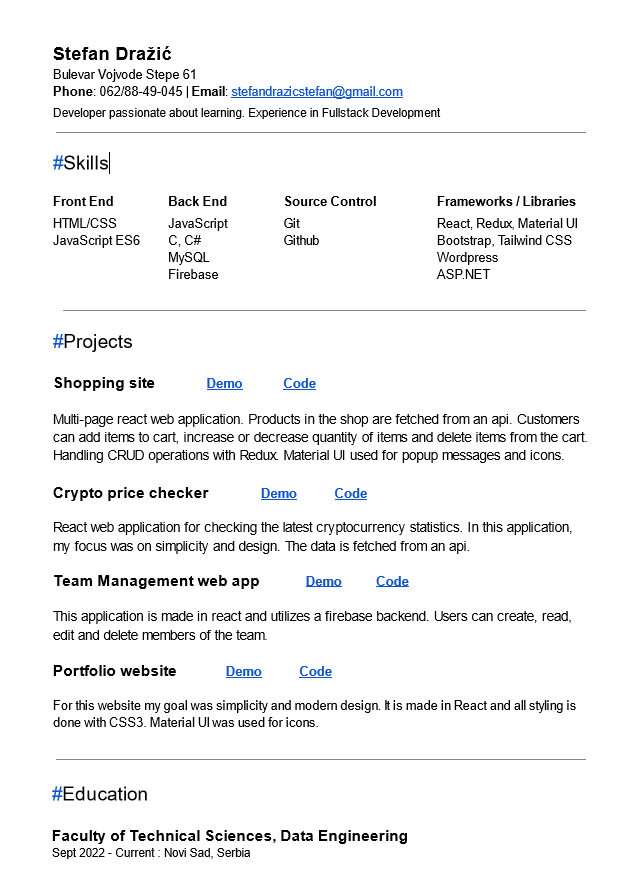 Stefan Dražić
Bulevar Vojvode Stepe 61
Phone: 062/88-49-045 | Email: stefandrazicstefan@gmail.com
Developer passionate about learning. Experience in Fullstack Development
#Skills
Front End Back End Source Control Frameworks / Libraries
HTML/CSS JavaScript Git React, Redux, Material UI
JavaScript ES6 C, C# Github Bootstrap, Tailwind CSS
MySQL Wordpress
Firebase ASP.NET
#Projects
Shopping site Demo Code
Multi-page react web application. Products in the shop are fetched from an api. Customers
can add items to cart, increase or decrease quantity of items and delete items from the cart.
Handling CRUD operations with Redux. Material UI used for popup messages and icons.
Crypto price checker Demo Code
React web application for checking the latest cryptocurrency statistics. In this application,
my focus was on simplicity and design. The data is fetched from an api.
Team Management web app Demo Code
This application is made in react and utilizes a firebase backend. Users can create, read,
edit and delete members of the team.
Portfolio website Demo Code
For this website my goal was simplicity and modern design. It is made in React and all styling is
done with CSS3. Material UI was used for icons.
#Education
Faculty of Technical Sciences, Data Engineering
Sept 2022 - Current : Novi Sad, Serbia